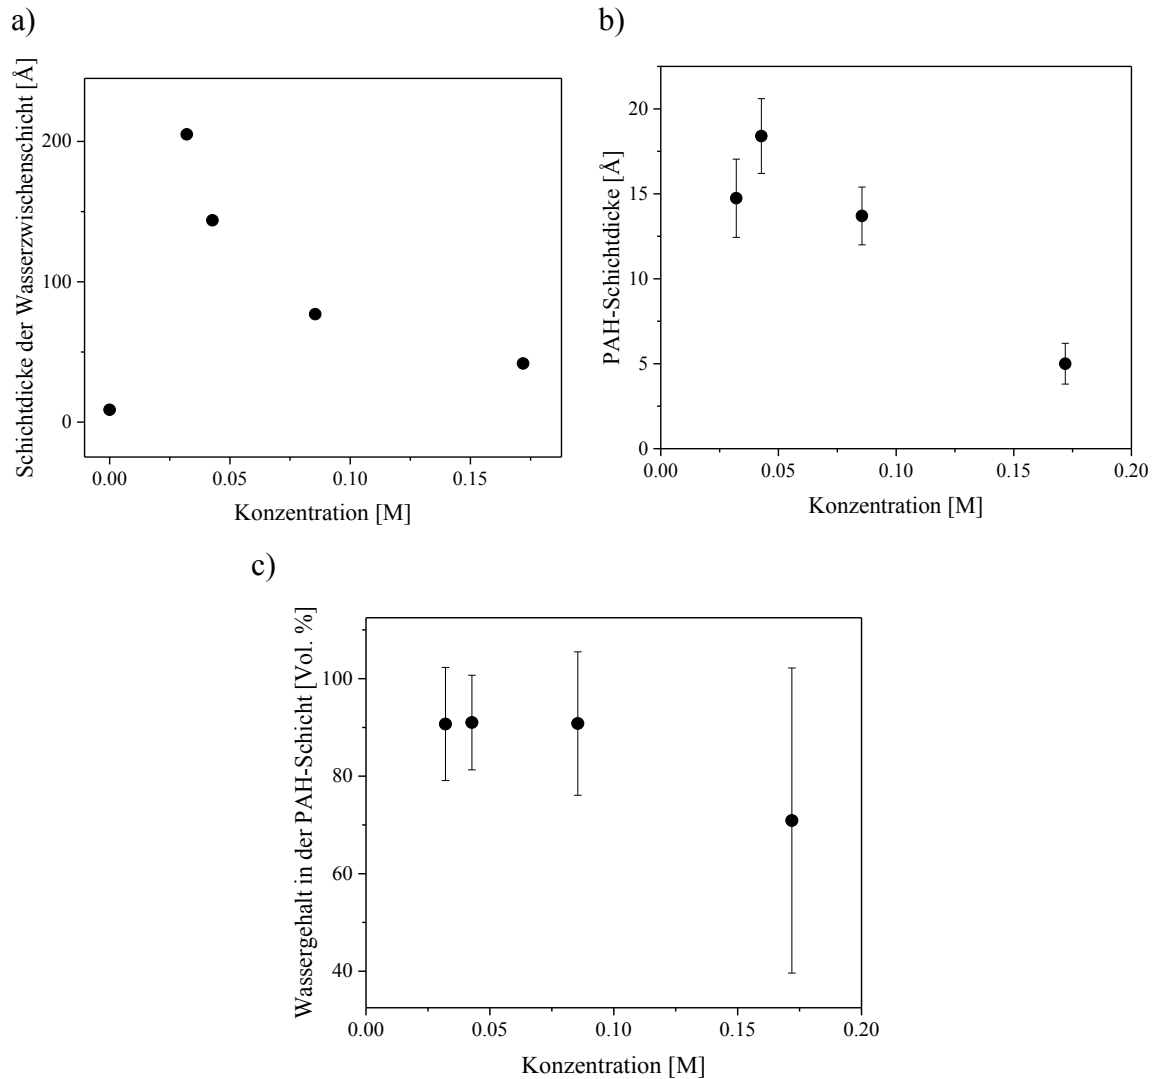 a)
Schichtdicke der Wasserzwischenschicht [Å]
200
100
0
0.00 0.05 0.10 0.15
Konzentration [M]
b)
PAH-Schichtdicke [Å]
20
15
10
5
0
0.00 0.05 0.10 0.15 0.20
Konzentration [M]
c)
Wassergehalt in der PAH-Schicht [Vol. %]
100
80
60
40
0.00 0.05 0.10 0.15 0.20
Konzentration [M]